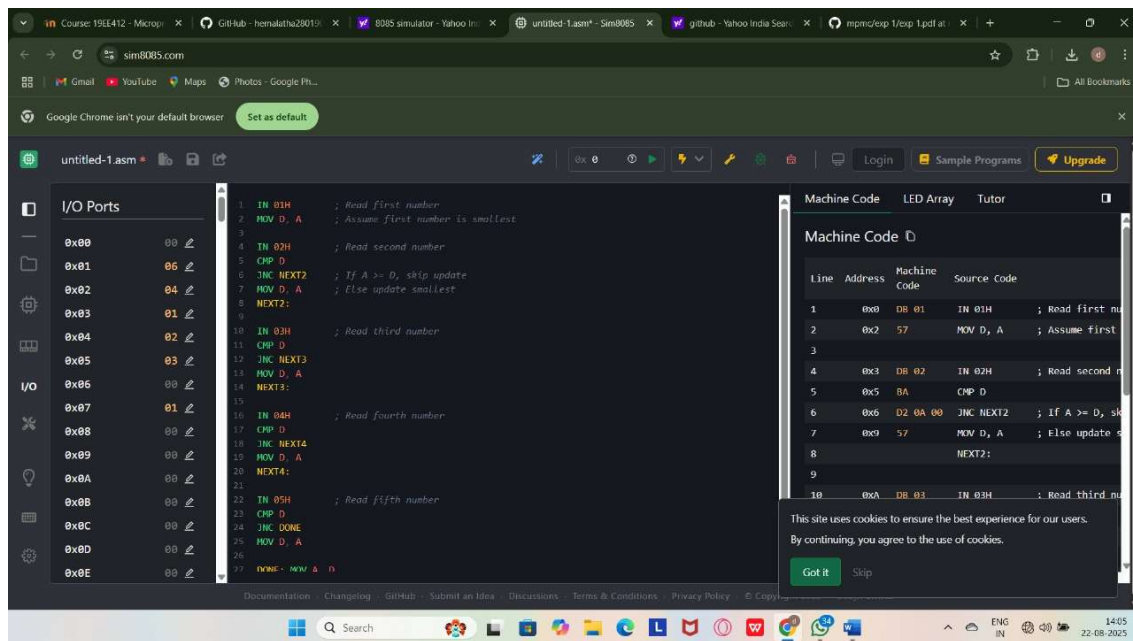 Course: 19EE412 - Micropr
GitHub - hemalatha28019
8085 simulator - Yahoo In
untitled-1.asm* - Sim8085
github - Yahoo India Searc
mpmc/exp 1/exp 1.pdf at
sim8085.com
d
Gmail
YouTube
Maps
Photos - Google Ph...
All Bookmarks
Google Chrome isn't your default browser
Set as default
untitled-1.asm *
0x 0
Login
Sample Programs
Upgrade
I/O Ports
0x00 00
0x01 06
0x02 04
0x03 01
0x04 02
0x05 03
0x06 00
0x07 01
0x08 00
0x09 00
0x0A 00
0x0B 00
0x0C 00
0x0D 00
0x0E 00
I/O
1 IN 01H ; Read first number
2 MOV D, A ; Assume first number is smallest
3
4 IN 02H ; Read second number
5 CMP D
6 JNC NEXT2 ; If A >= D, skip update
7 MOV D, A ; Else update smallest
8 NEXT2:
9
10 IN 03H ; Read third number
11 CMP D
12 JNC NEXT3
13 MOV D, A
14 NEXT3:
15
16 IN 04H ; Read fourth number
17 CMP D
18 JNC NEXT4
19 MOV D, A
20 NEXT4:
21
22 IN 05H ; Read fifth number
23 CMP D
24 JNC DONE
25 MOV D, A
26
27 DONE: MOV A, D
Machine Code
LED Array
Tutor
Machine Code
Line Address Machine Code Source Code
1 0x0 DB 01 IN 01H ; Read first nu
2 0x2 57 MOV D, A ; Assume first
3
4 0x3 DB 02 IN 02H ; Read second n
5 0x5 BA CMP D
6 0x6 D2 0A 00 JNC NEXT2 ; If A >= D, sk
7 0x9 57 MOV D, A ; Else update s
8 NEXT2:
9
10 0xA DB 03 IN 03H ; Read third nu
This site uses cookies to ensure the best experience for our users.
By continuing, you agree to the use of cookies.
Got it
Skip
Documentation - Changelog - GitHub - Submit an Idea - Discussions - Terms & Conditions - Privacy Policy - © Copy
Search
34
ENG
IN
14:05
22-08-2025